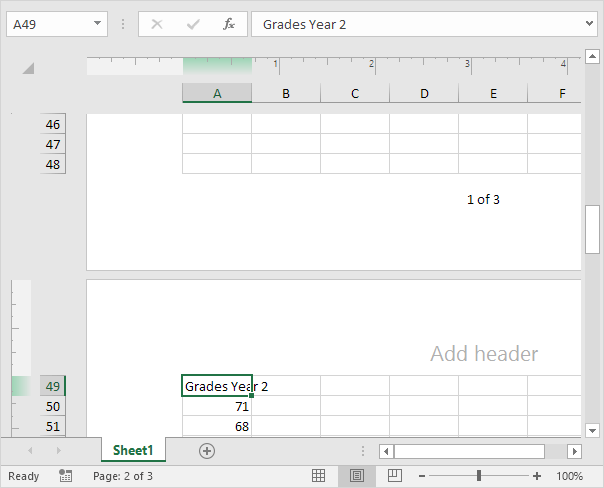 A49 Grades Year 2
1 2 3 4
A B C D E F
46
47
48
1 of 3
Add header
49 Grades Year 2
50 71
51 68
Sheet1
Ready Page: 2 of 3 100%